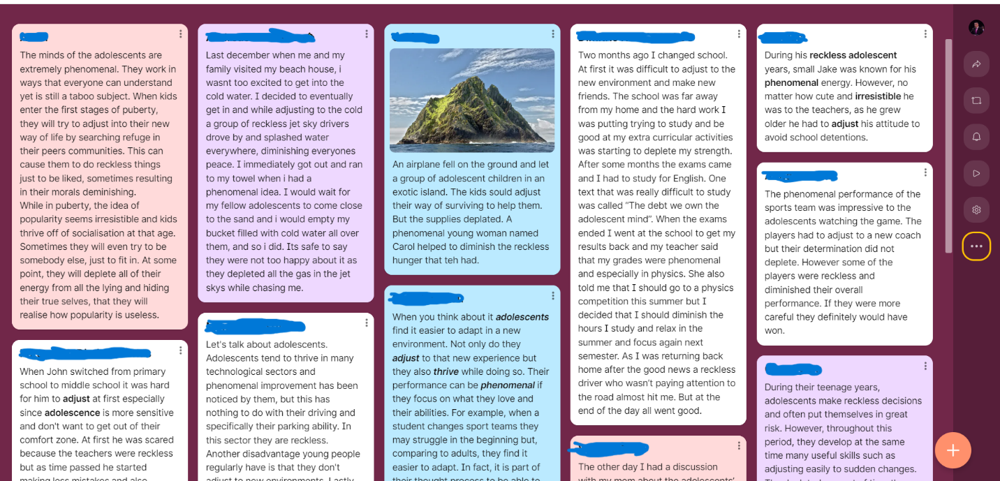 The minds of the adolescents are
extremely phenomenal. They work in
ways that everyone can understand
yet is still a taboo subject. When kids
enter the first stages of puberty,
they will try to adjust into their new
way of life by searching refuge in
their peers communities. This can
cause them to do reckless things
just to be liked, sometimes resulting
in their morals deminishing.
While in puberty, the idea of
popularity seems irresistible and kids
thrive off of socialisation at that age.
Sometimes they will even try to be
somebody else, just to fit in. At some
point, they will deplete all of their
energy from all the lying and hiding
their true selves, that they will
realise how popularity is useless.
When John switched from primary
school to middle school it was hard
for him to adjust at first especially
since adolescence is more sensitive
and don't want to get out of their
comfort zone. At first he was scared
because the teachers were reckless
but as time passed he started
making less mistakes and also
Last december when me and my
family visited my beach house, i
wasnt too excited to get into the
cold water. I decided to eventually
get in and while adjusting to the cold
a group of reckless jet sky drivers
drove by and splashed water
everywhere, diminishing everyones
peace. I immediately got out and ran
to my towel when i had a
phenomenal idea. I would wait for
my fellow adolescents to come close
to the sand and i would empty my
bucket filled with cold water all over
them, and so i did. Its safe to say
they were not too happy about it as
they depleted all the gas in the jet
skys while chasing me.
Let's talk about adolescents.
Adolescents tend to thrive in many
technological sectors and
phenomenal improvement has been
noticed by them, but this has
nothing to do with their driving and
specifically their parking ability. In
this sector they are reckless.
Another disadvantage young people
regularly have is that they don't
adjust to new environments. Lastly
An airplane fell on the ground and let
a group of adolescent children in an
exotic island. The kids sould adjust
their way of surviving to help them.
But the supplies deplated. A
phenomenal young woman named
Carol helped to diminish the reckless
hunger that teh had.
When you think about it adolescents
find it easier to adapt in a new
environment. Not only do they
adjust to that new experience but
they also thrive while doing so. Their
performance can be phenomenal if
they focus on what they love and
their abilities. For example, when a
student changes sport teams they
may struggle in the beginning but,
comparing to adults, they find it
easier to adapt. In fact, it is part of
their thought process to be able to
Two months ago I changed school.
At first it was difficult to adjust to the
new environment and make new
friends. The school was far away
from my home and the hard work I
was putting trying to study and be
good at my extra curricular activities
was starting to deplete my strength.
After some months the exams came
and I had to study for English. One
text that was really difficult to study
was called “The debt we own the
adolescent mind”. When the exams
ended I went at the school to get my
results back and my teacher said
that my grades were phenomenal
and especially in physics. She also
told me that I should go to a physics
competition this summer but I
decided that I should diminish the
hours I study and relax in the
summer and focus again next
semester. As I was returning back
home after the good news a reckless
driver who wasn't paying attention to
the road almost hit me. But at the
end of the day all went good.
The other day I had a discussion
with my mom about the adolescents'
During his reckless adolescent
years, small Jake was known for his
phenomenal energy. However, no
matter how cute and irresistible he
was to the teachers, as he grew
older he had to adjust his attitude to
avoid school detentions.
The phenomenal performance of the
sports team was impressive to the
adolescents watching the game. The
players had to adjust to a new coach
but their determination did not
deplete. However some of the
players were reckless and
diminished their overall
performance. If they were more
careful they definitely would have
won.
During their teenage years,
adolescents make reckless decisions
and often put themselves in great
risk. However, throughout this
period, they develop at the same
time many useful skills such as
adjusting easily to sudden changes.